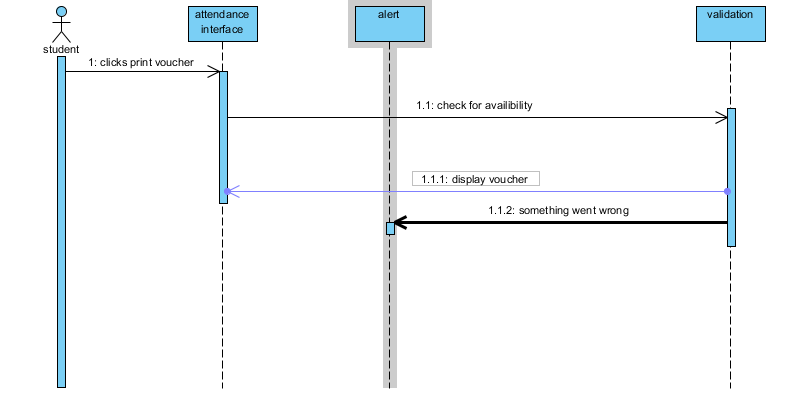 student
attendance
interface
alert
validation
1: clicks print voucher
1.1: check for availibility
1.1.1: display voucher
1.1.2: something went wrong